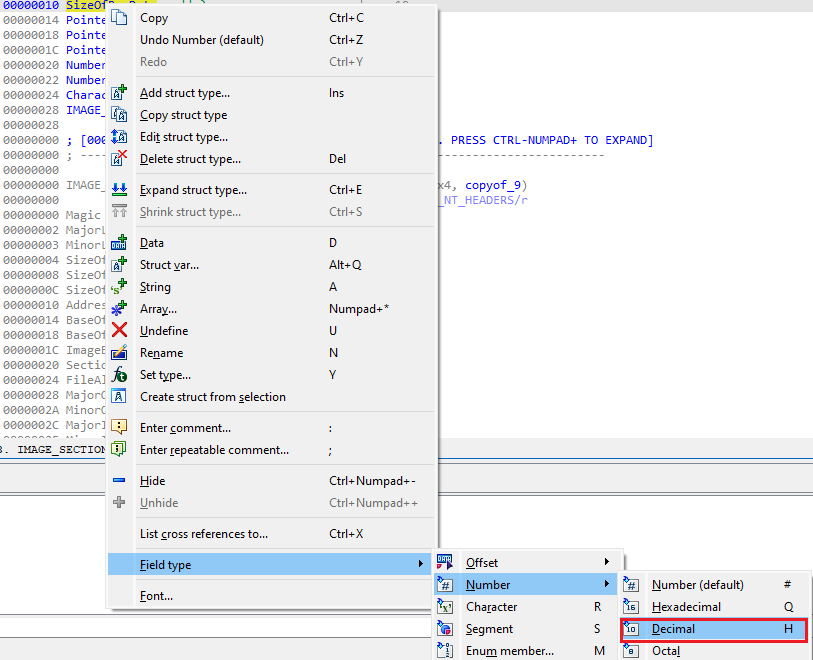 00000010 SizeOf
00000014 Pointe
00000018 Pointe
0000001C Pointe
00000020 Number
00000022 Number
00000024 Charac
00000028 IMAGE_
00000028
00000000 ; [000 . PRESS CTRL-NUMPAD+ TO EXPAND]
00000000 ; ----
00000000
00000000 IMAGE_ x4, copyof_9)
00000000 _NT_HEADERS/r
00000000 Magic
00000002 MajorL
00000003 MinorL
00000004 SizeOf
00000008 SizeOf
0000000C SizeOf
00000010 Addres
00000014 BaseOf
00000018 BaseOf
0000001C ImageB
00000020 Sectio
00000024 FileAl
00000028 MajorO
0000002A MinorO
0000002C MajorI
3. IMAGE_SECTION
Copy Ctrl+C
Undo Number (default) Ctrl+Z
Redo Ctrl+Y
Add struct type... Ins
Copy struct type
Edit struct type...
Delete struct type... Del
Expand struct type... Ctrl+E
Shrink struct type... Ctrl+S
Data D
Struct var... Alt+Q
String A
Array... Numpad+*
Undefine U
Rename N
Set type... Y
Create struct from selection
Enter comment... :
Enter repeatable comment... ;
Hide Ctrl+Numpad+-
Unhide Ctrl+Numpad++
List cross references to... Ctrl+X
Field type
Font...
Offset
Number
Character R
Segment S
Enum member... M
Number (default) #
Hexadecimal Q
Decimal H
Octal